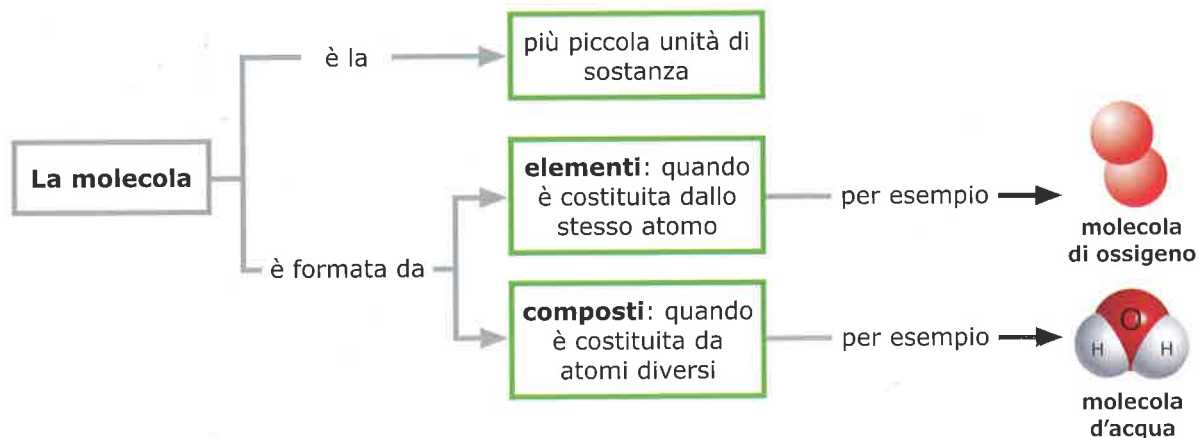 La molecola
è la
più piccola unità di
sostanza
è formata da
elementi: quando
è costituita dallo
stesso atomo
per esempio
molecola
di ossigeno
composti: quando
è costituita da
atomi diversi
per esempio
O
H
H
molecola
d'acqua